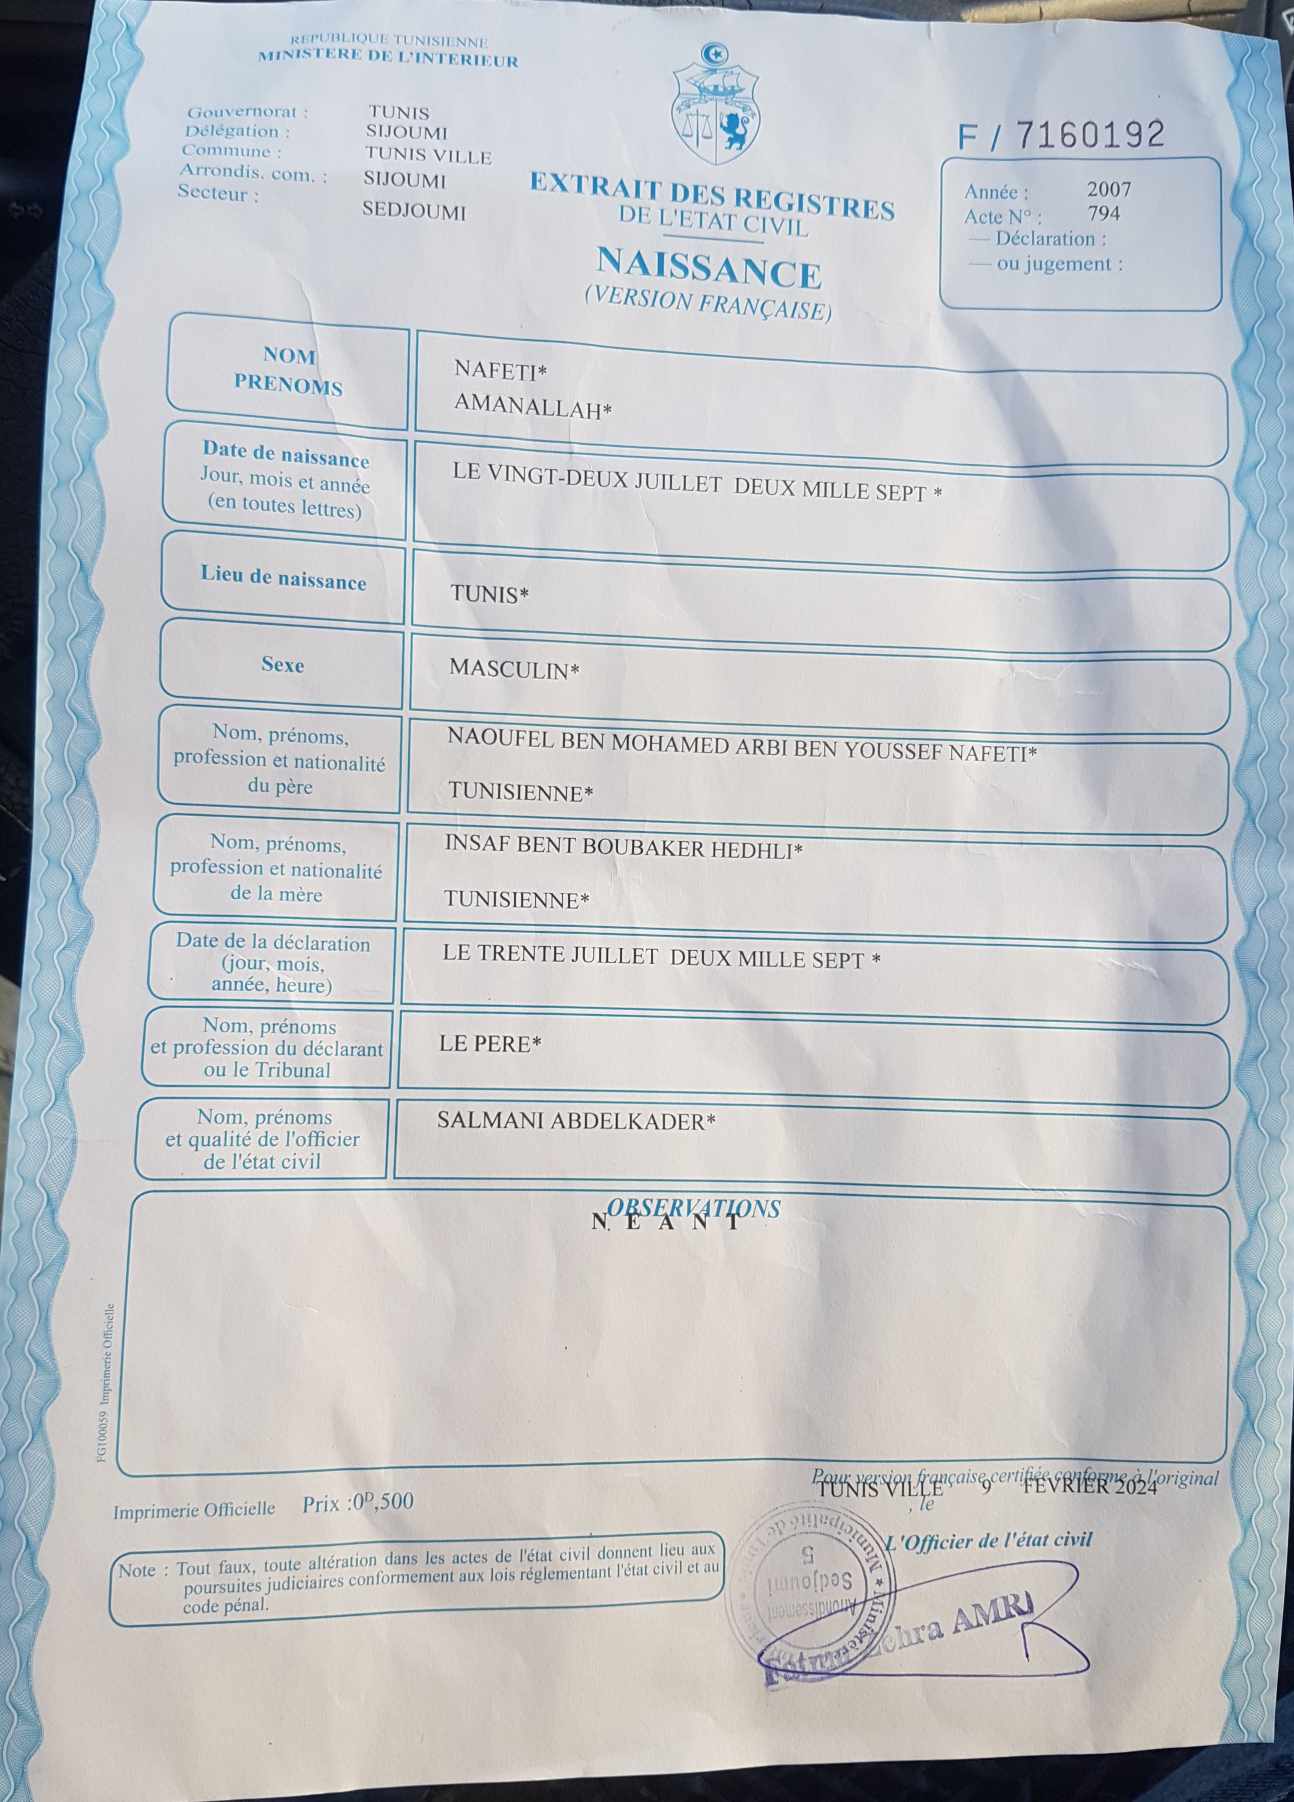 REPUBLIQUE TUNISIENNE
MINISTERE DE L'INTERIEUR
Gouvernorat : TUNIS
Délégation : SIJOUMI
Commune : TUNIS VILLE
Arrondis. com. : SIJOUMI
Secteur : SEDJOUMI
EXTRAIT DES REGISTRES
DE L'ETAT CIVIL
NAISSANCE
(VERSION FRANÇAISE)
F / 7160192
Année : 2007
Acte N° : 794
— Déclaration :
— ou jugement :
NOM NAFETI*
PRENOMS AMANALLAH*
Date de naissance
Jour, mois et année
(en toutes lettres)
LE VINGT-DEUX JUILLET DEUX MILLE SEPT *
Lieu de naissance TUNIS*
Sexe MASCULIN*
Nom, prénoms,
profession et nationalité
du père
NAOUFEL BEN MOHAMED ARBI BEN YOUSSEF NAFETI*
TUNISIENNE*
Nom, prénoms,
profession et nationalité
de la mère
INSAF BENT BOUBAKER HEDHLI*
TUNISIENNE*
Date de la déclaration
(jour, mois,
année, heure)
LE TRENTE JUILLET DEUX MILLE SEPT *
Nom, prénoms
et profession du déclarant
ou le Tribunal
LE PERE*
Nom, prénoms
et qualité de l'officier
de l'état civil
SALMANI ABDELKADER*
OBSERVATIONS
N E A N T
FG100059 Imprimerie Officielle
Imprimerie Officielle Prix :0D,500
Pour version française certifiée conforme à l'original
TUNIS VILLE , le 9 FEVRIER 2024
L'Officier de l'état civil
Note : Tout faux, toute altération dans les actes de l'état civil donnent lieu aux
poursuites judiciaires conformement aux lois réglementant l'état civil et au
code pénal.
Municipalité de
Arrondissement
Sedjoumi
5
AMRI